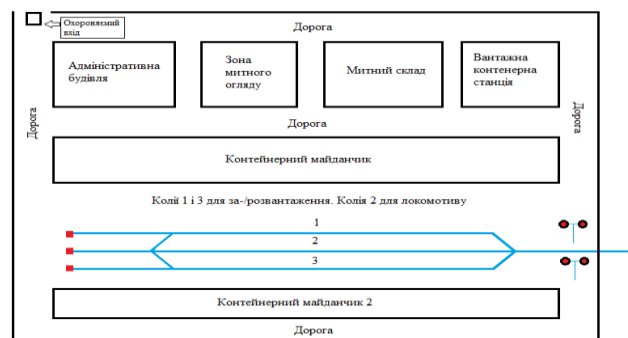 Охороняемий
вхід
Дорога
Адміністративна
будівля
Зона
митного
огляду
Митний склад
Вантажна
контенерна
станція
Дорога
Дорога
Дорога
Контейнерний майданчик
Колії 1 і 3 для за-/розвантаження. Колія 2 для локомотиву
1
2
3
Контейнерний майданчик 2
Дорога